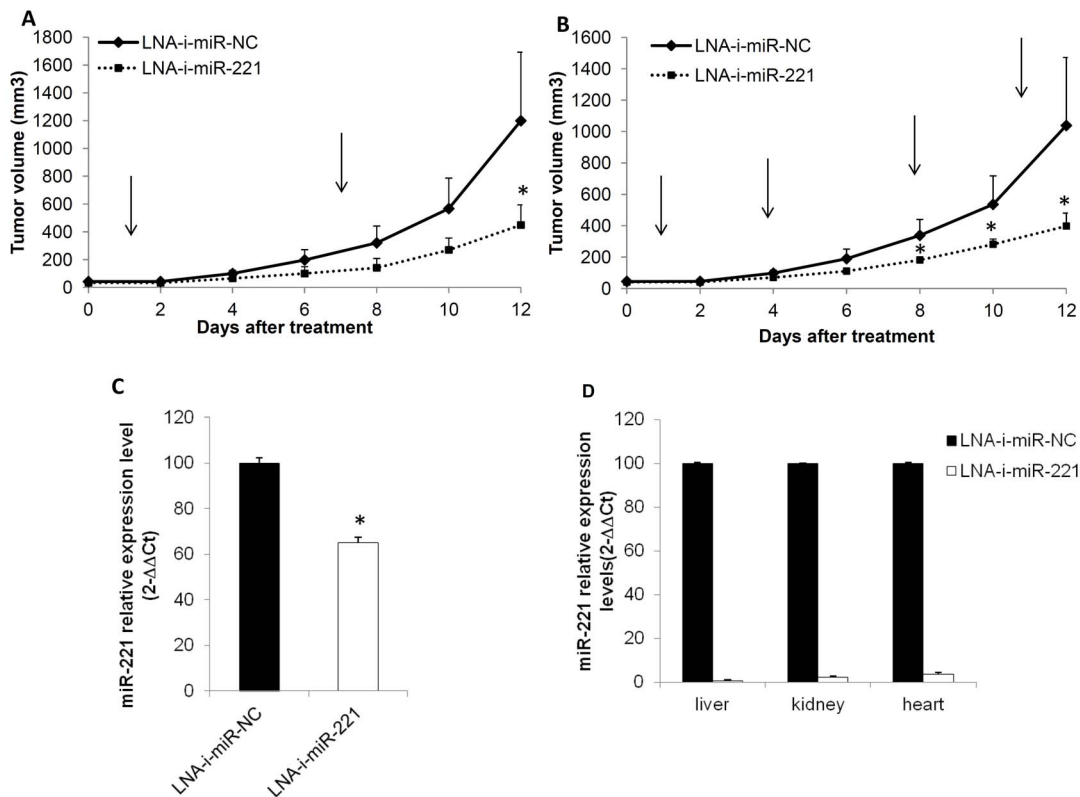 A
Tumor volume (mm3)
1800
1600
1400
1200
1000
800
600
400
200
0
LNA-i-miR-NC
LNA-i-miR-221
*
0 2 4 6 8 10 12
Days after treatment
B
Tumor volume (mm3)
1600
1400
1200
1000
800
600
400
200
0
LNA-i-miR-NC
LNA-i-miR-221
* * *
0 2 4 6 8 10 12
Days after treatment
C
miR-221 relative expression level
(2-ΔΔCt)
120
100
80
60
40
20
0
*
LNA-i-miR-NC
LNA-i-miR-221
D
miR-221 relative expression
levels(2-ΔΔCt)
120
100
80
60
40
20
0
LNA-i-miR-NC
LNA-i-miR-221
liver kidney heart